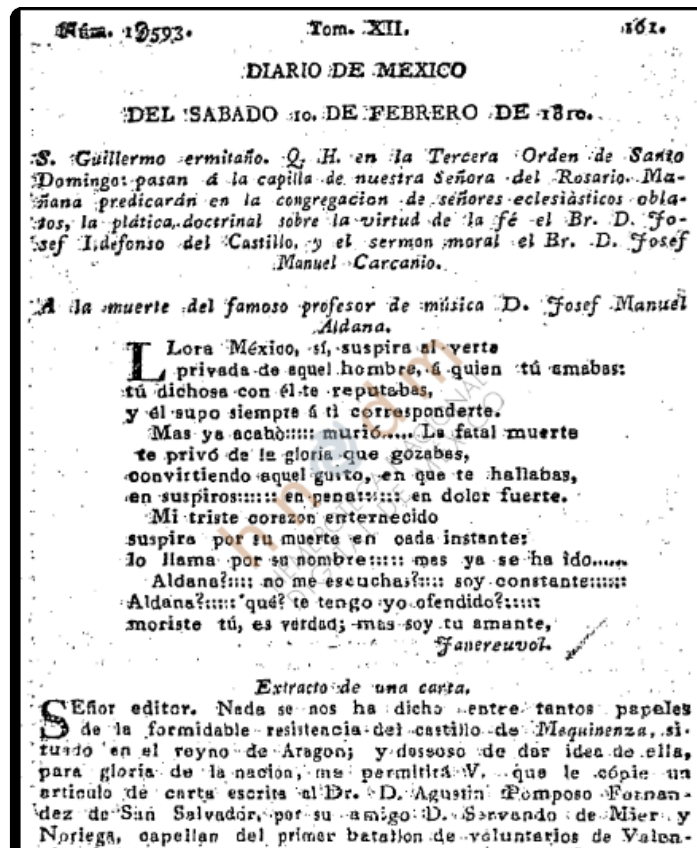 Núm. 1593. Tom. XII. 161.
DIARIO DE MEXICO
DEL SABADO 10. DE FEBRERO DE 1810.
S. Guillermo ermitaño. Q. H. en la Tercera Orden de Santo
Domingo: pasan á la capilla de nuestra Señora del Rosario. Ma-
ñana predicarán en la congregacion de señores eclesiàsticos obla-
tos, la plática doctrinal sobre la virtud de la fé el Br. D. Jo-
sef Ildefonso del Castillo, y el sermon moral el Br. D. Josef
Manuel Carcanio.
A la muerte del famoso profesor de música D. Josef Manuel
Aldana.
LLora México, sí, suspira al verte
privada de aquel hombre, á quien tú amabas:
tú dichosa con él te reputabas,
y él supo siempre á tì corresponderte.
Mas ya acabò::::: murió..... La fatal muerte
te privó de la gloria que gozabas,
convirtiendo aquel gusto, en que te hallabas,
en suspiros:::::: en penas:::::: en dolor fuerte.
Mi triste corazon enternecido
suspira por su muerte en cada instante:
lo llama por su nombre:::::: mas ya se ha ido......
Aldana?::::: no me escuchas?::::: soy constante::::::
Aldana?::::: qué? te tengo yo ofendido?:::::
moriste tú, es verdad; mas soy tu amante,
Janereuvol.
Extracto de una carta.
SEñor editor. Nada se nos ha dicho entre tantos papeles
de la formidable resistencia del castillo de Mequinenza, si-
tuado en el reyno de Aragon; y deseoso de dar idea de ella,
para gloria de la nacion, me permitirá V. que le cópie un
articulo de carta escrita al Dr. D. Agustin Pomposo Fernan-
dez de San Salvador, por su amigo D. Servando de Mier y
Noriega, capellan del primer batallon de voluntarios de Valen-
hndm
HEMEROTECA NACIONAL
DIGITAL DE MÉXICO